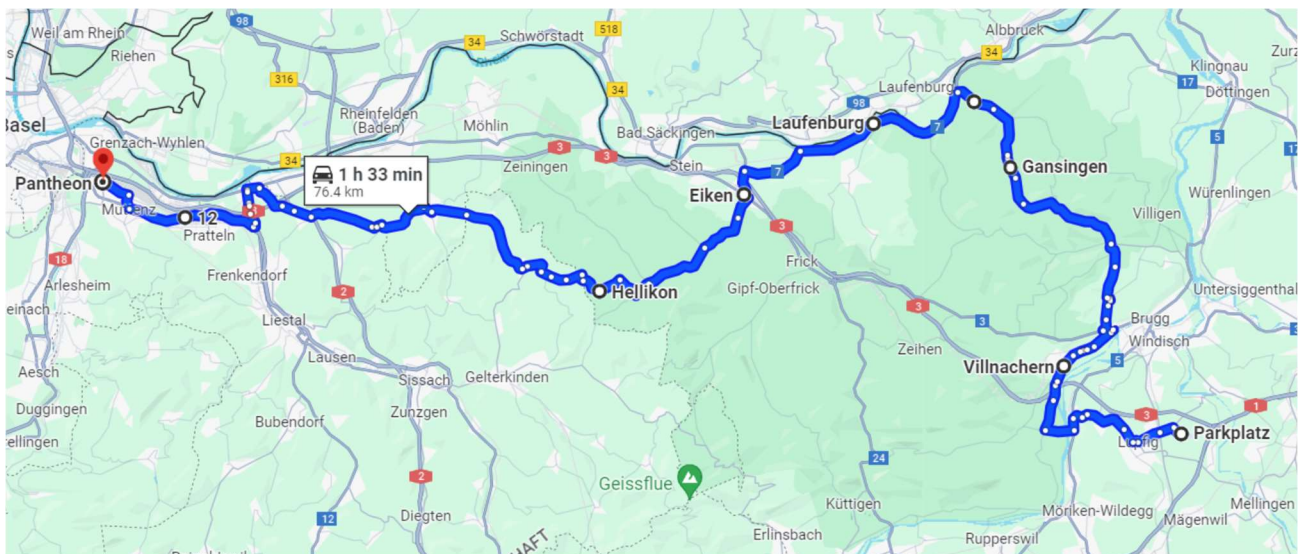 98
518
Weil am Rhein
Schwörstadt
34
Albbruck
Riehen
34
316
Klingnau
17
Döttingen
34
Laufenburg
98
Rheinfelden
(Baden)
Möhlin
Basel
Bad Säckingen
Laufenburg
7
5
Grenzach-Wyhlen
3
3
34
Zeiningen
Stein
1 h 33 min
76.4 km
7
Gansingen
Pantheon
Eiken
Würenlingen
Muttenz
12
Pratteln
3
Villigen
18
Frick
Frenkendorf
Arlesheim
Gipf-Oberfrick
2
Hellikon
Untersiggenthal
einach
3
Liestal
3
Brugg
Windisch
Lausen
Zeihen
5
Aesch
Sissach
Gelterkinden
Villnachern
Duggingen
Zunzgen
Bubendorf
3
1
Parkplatz
24
2
Geissflue
12
Küttigen
Mellingen
Diegten
Möriken-Wildegg
Mägenwil
Erlinsbach
Rupperswil